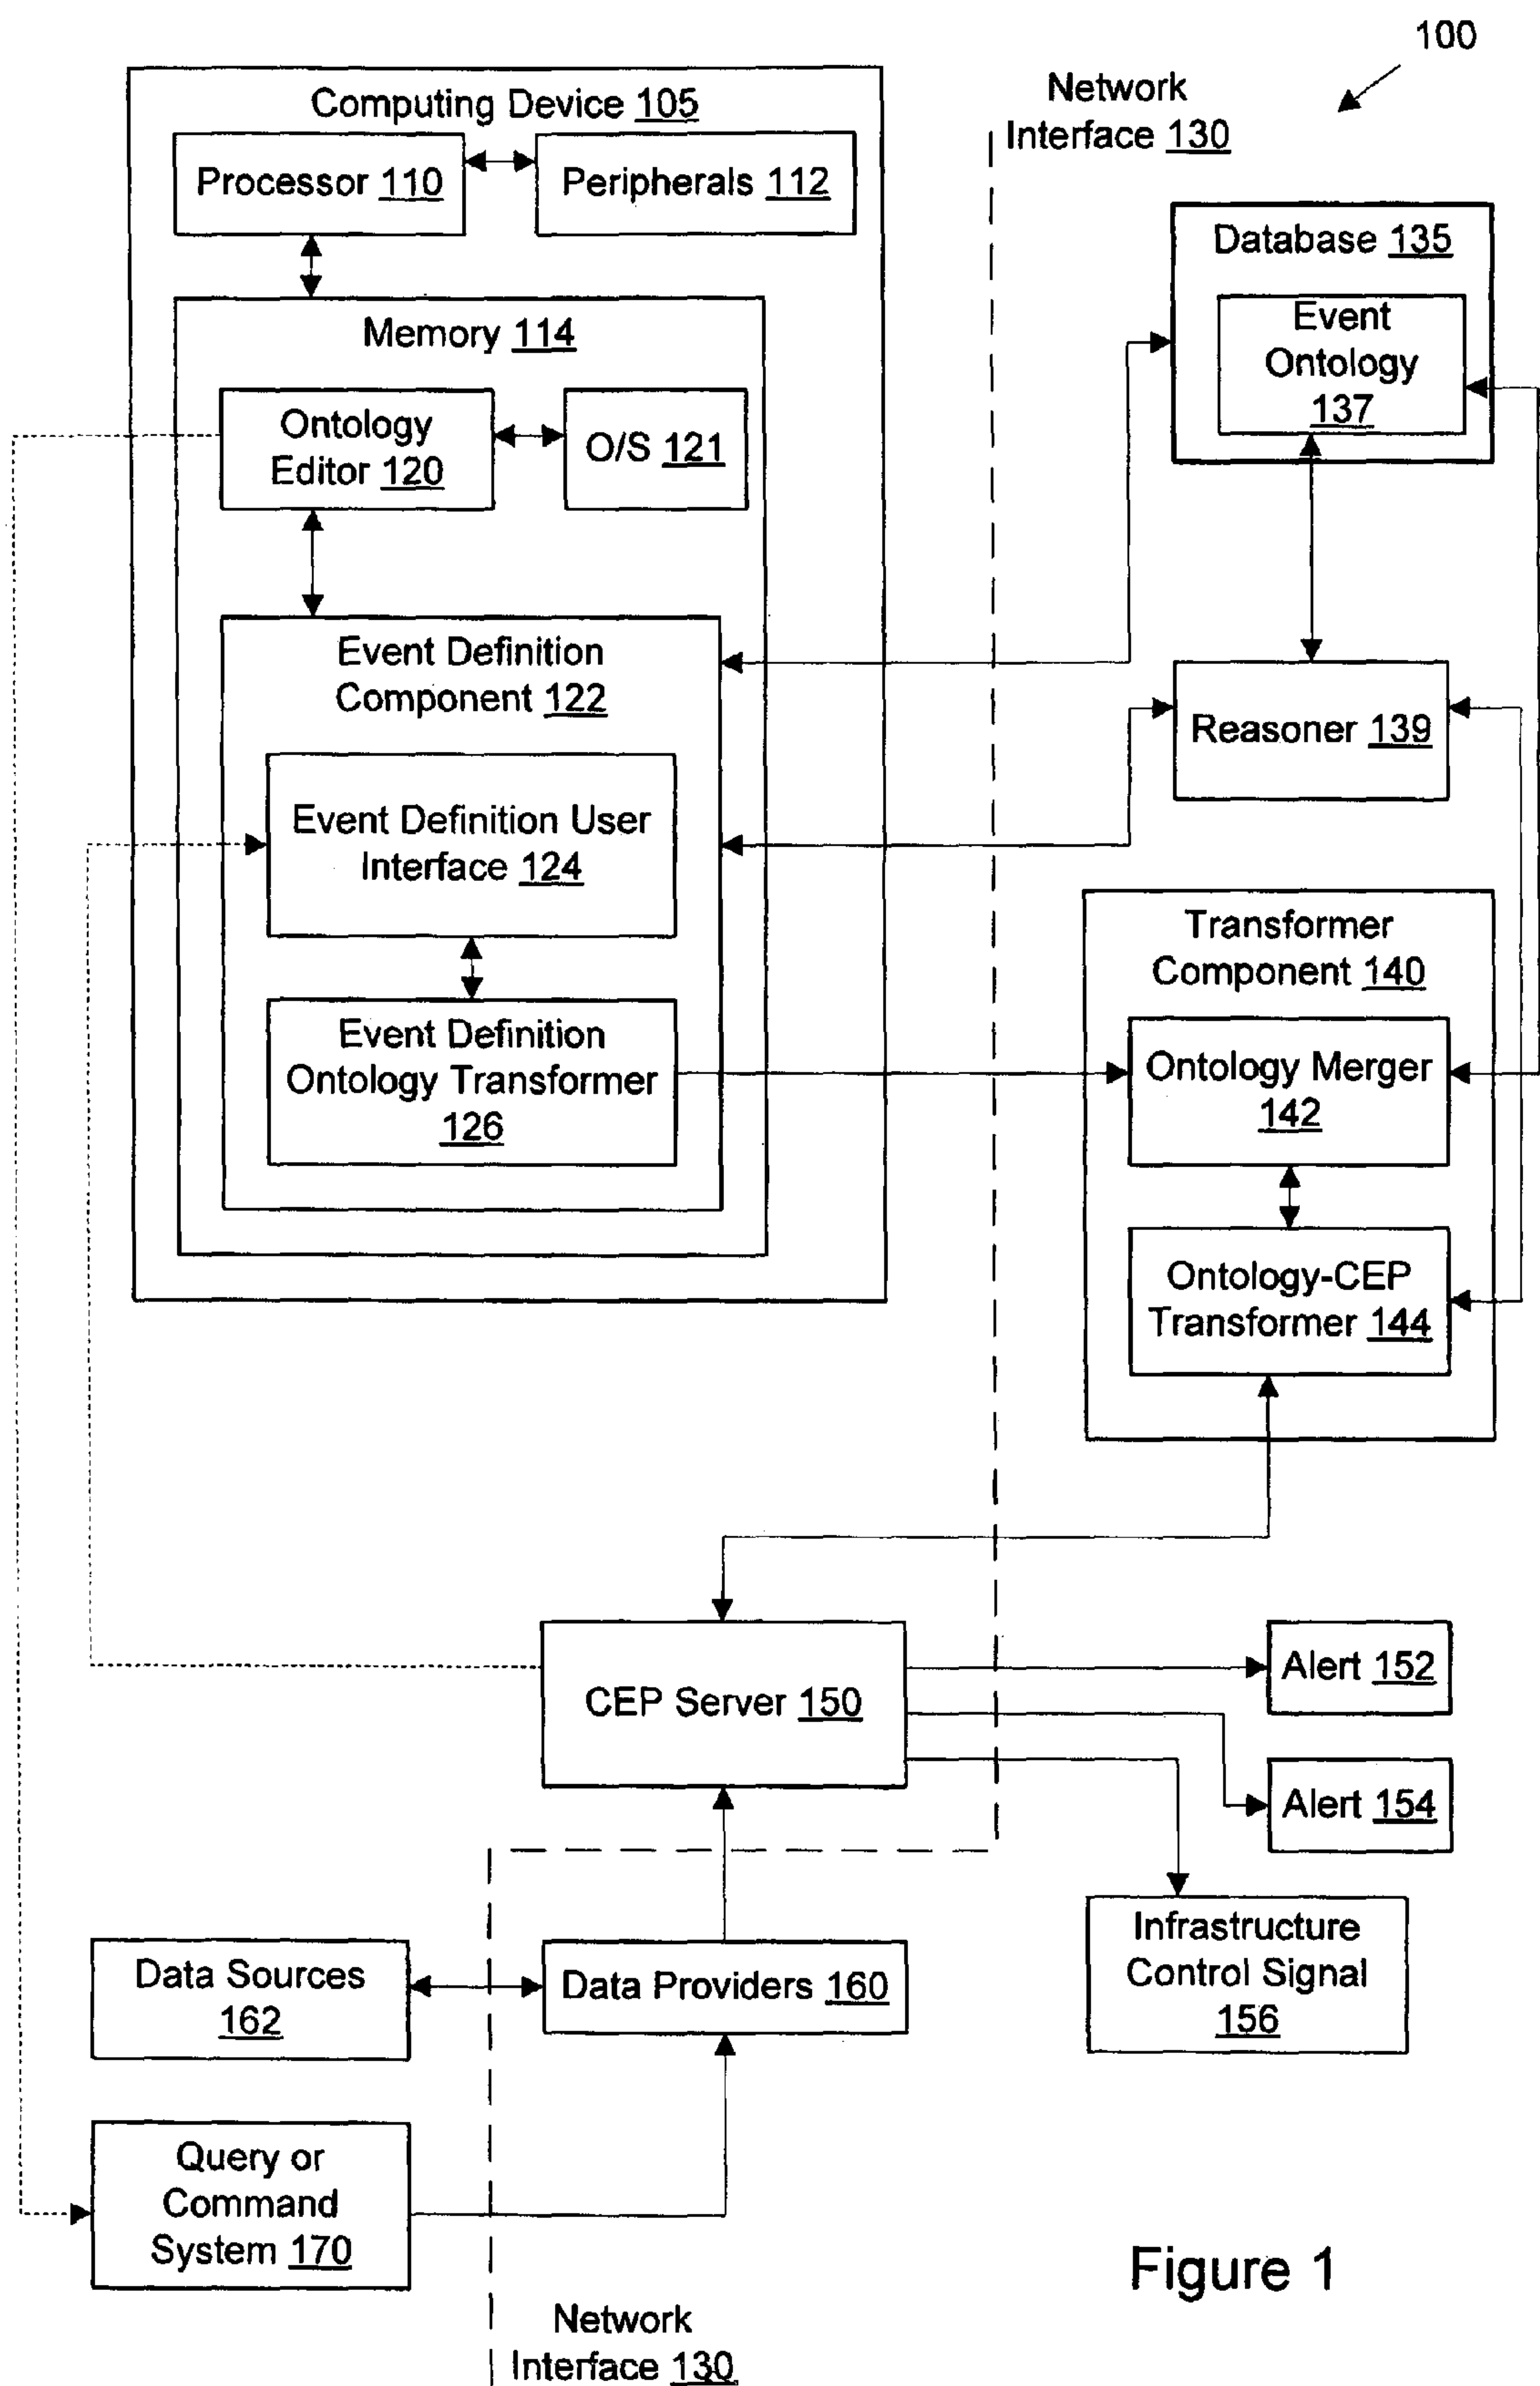 100
Computing Device 105
Network
Interface 130
Processor 110
Peripherals 112
Database 135
Event
Ontology
137
Memory 114
Ontology
Editor 120
O/S 121
Event Definition
Component 122
Reasoner 139
Event Definition User
Interface 124
Transformer
Component 140
Event Definition
Ontology Transformer
126
Ontology Merger
142
Ontology-CEP
Transformer 144
CEP Server 150
Alert 152
Alert 154
Infrastructure
Control Signal
156
Data Sources
162
Data Providers 160
Query or
Command
System 170
Figure 1
Network
Interface 130